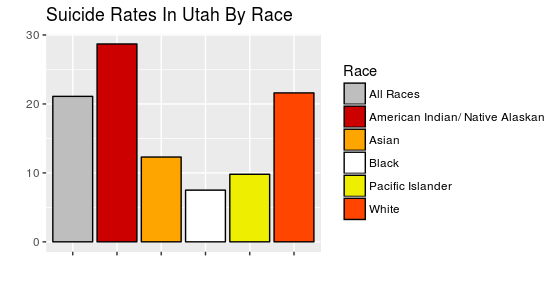 Suicide Rates In Utah By Race
30
20
10
0
Race
All Races
American Indian/ Native Alaskan
Asian
Black
Pacific Islander
White